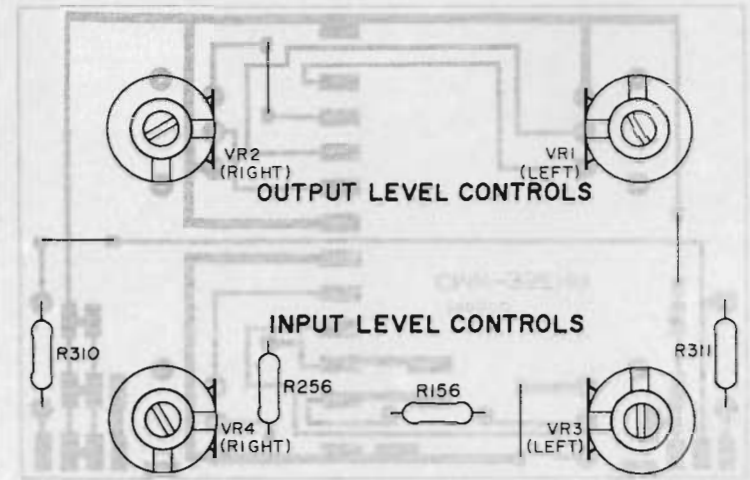 VR2
(RIGHT)
VR1
(LEFT)
OUTPUT LEVEL CONTROLS
INPUT LEVEL CONTROLS
R310
R311
R256
R156
VR4
(RIGHT)
VR3
(LEFT)